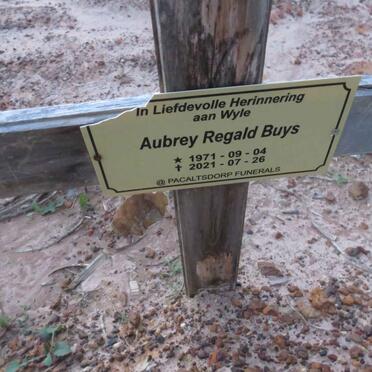 In Liefdevolle Herinnering
aan Wyle
Aubrey Regald Buys
★ 1971 - 09 - 04
✝ 2021 - 07 - 26
@ PACALTSDORP FUNERALS